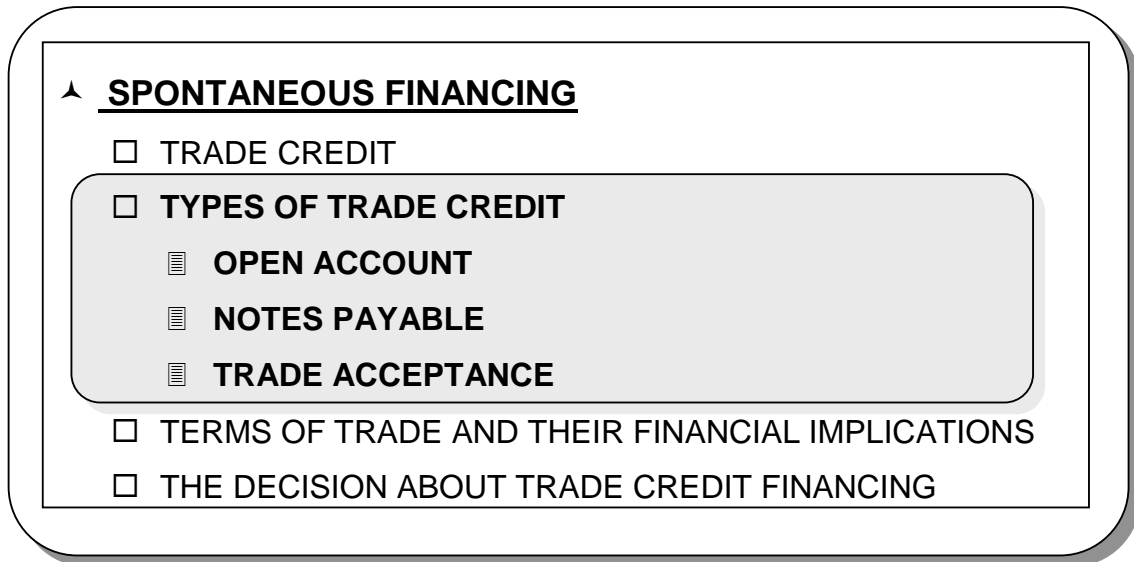 SPONTANEOUS FINANCING
TRADE CREDIT
TYPES OF TRADE CREDIT
OPEN ACCOUNT
NOTES PAYABLE
TRADE ACCEPTANCE
TERMS OF TRADE AND THEIR FINANCIAL IMPLICATIONS
THE DECISION ABOUT TRADE CREDIT FINANCING